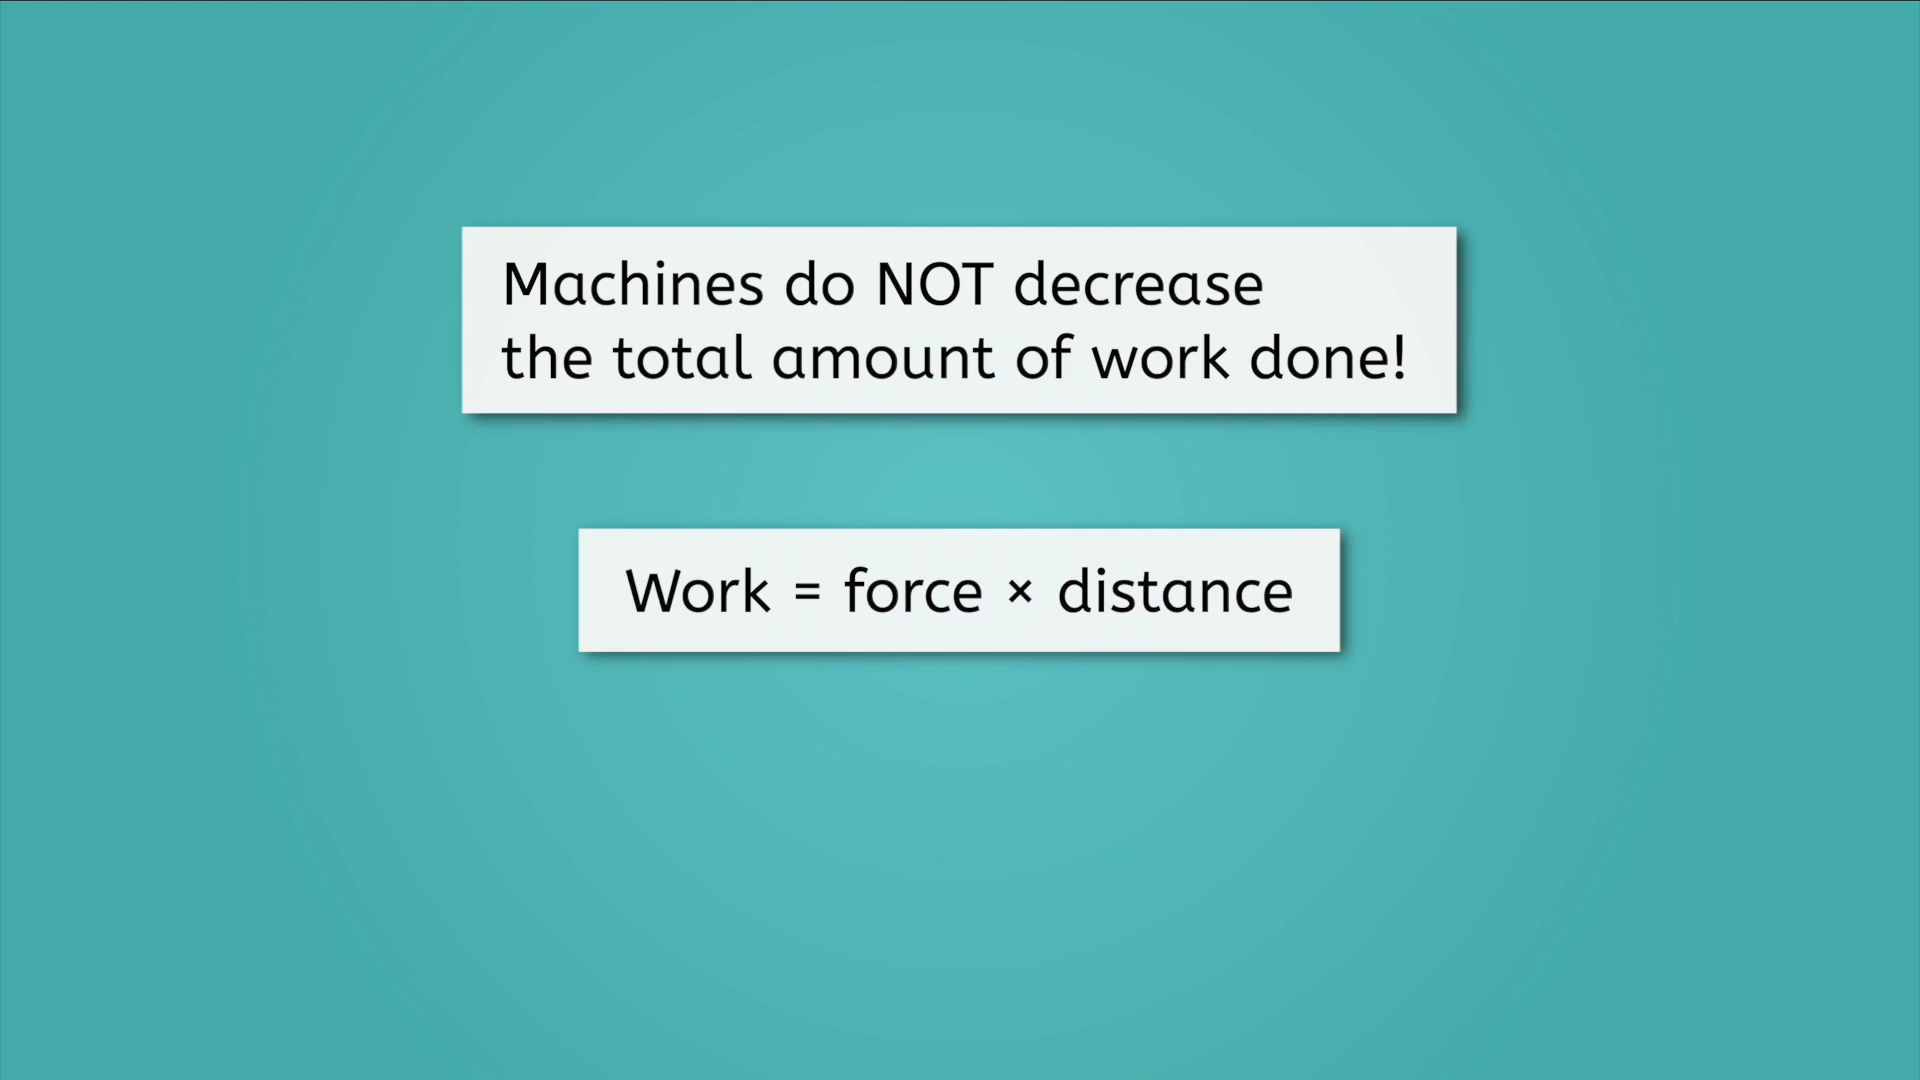 Machines do NOT decrease
the total amount of work done!
Work = force × distance